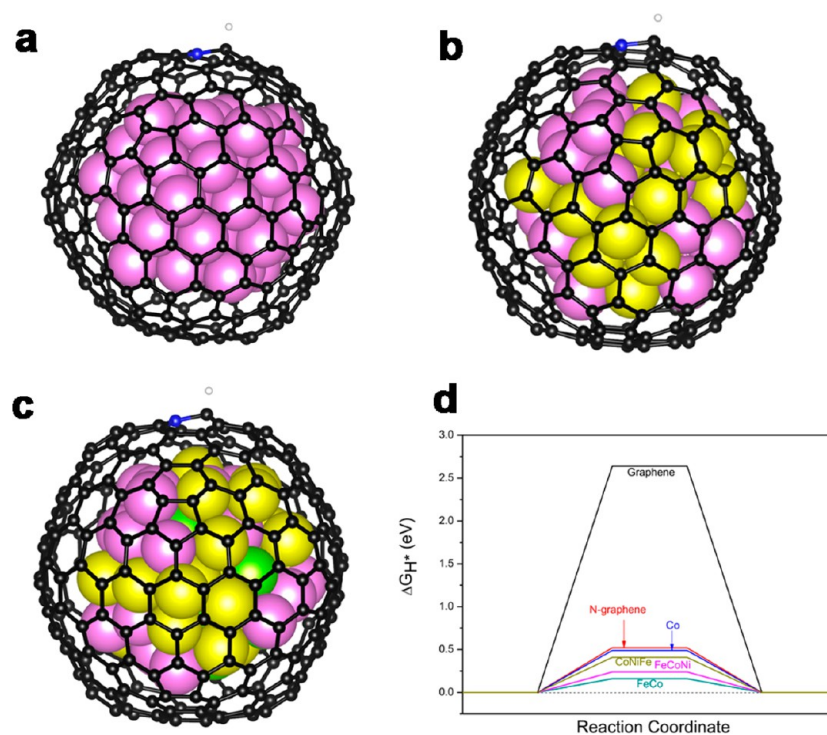 a
b
c
d
3.0
2.5
2.0
1.5
1.0
0.5
0.0
ΔG_H* (eV)
Graphene
N-graphene
Co
CoNiFe
FeCoNi
FeCo
Reaction Coordinate